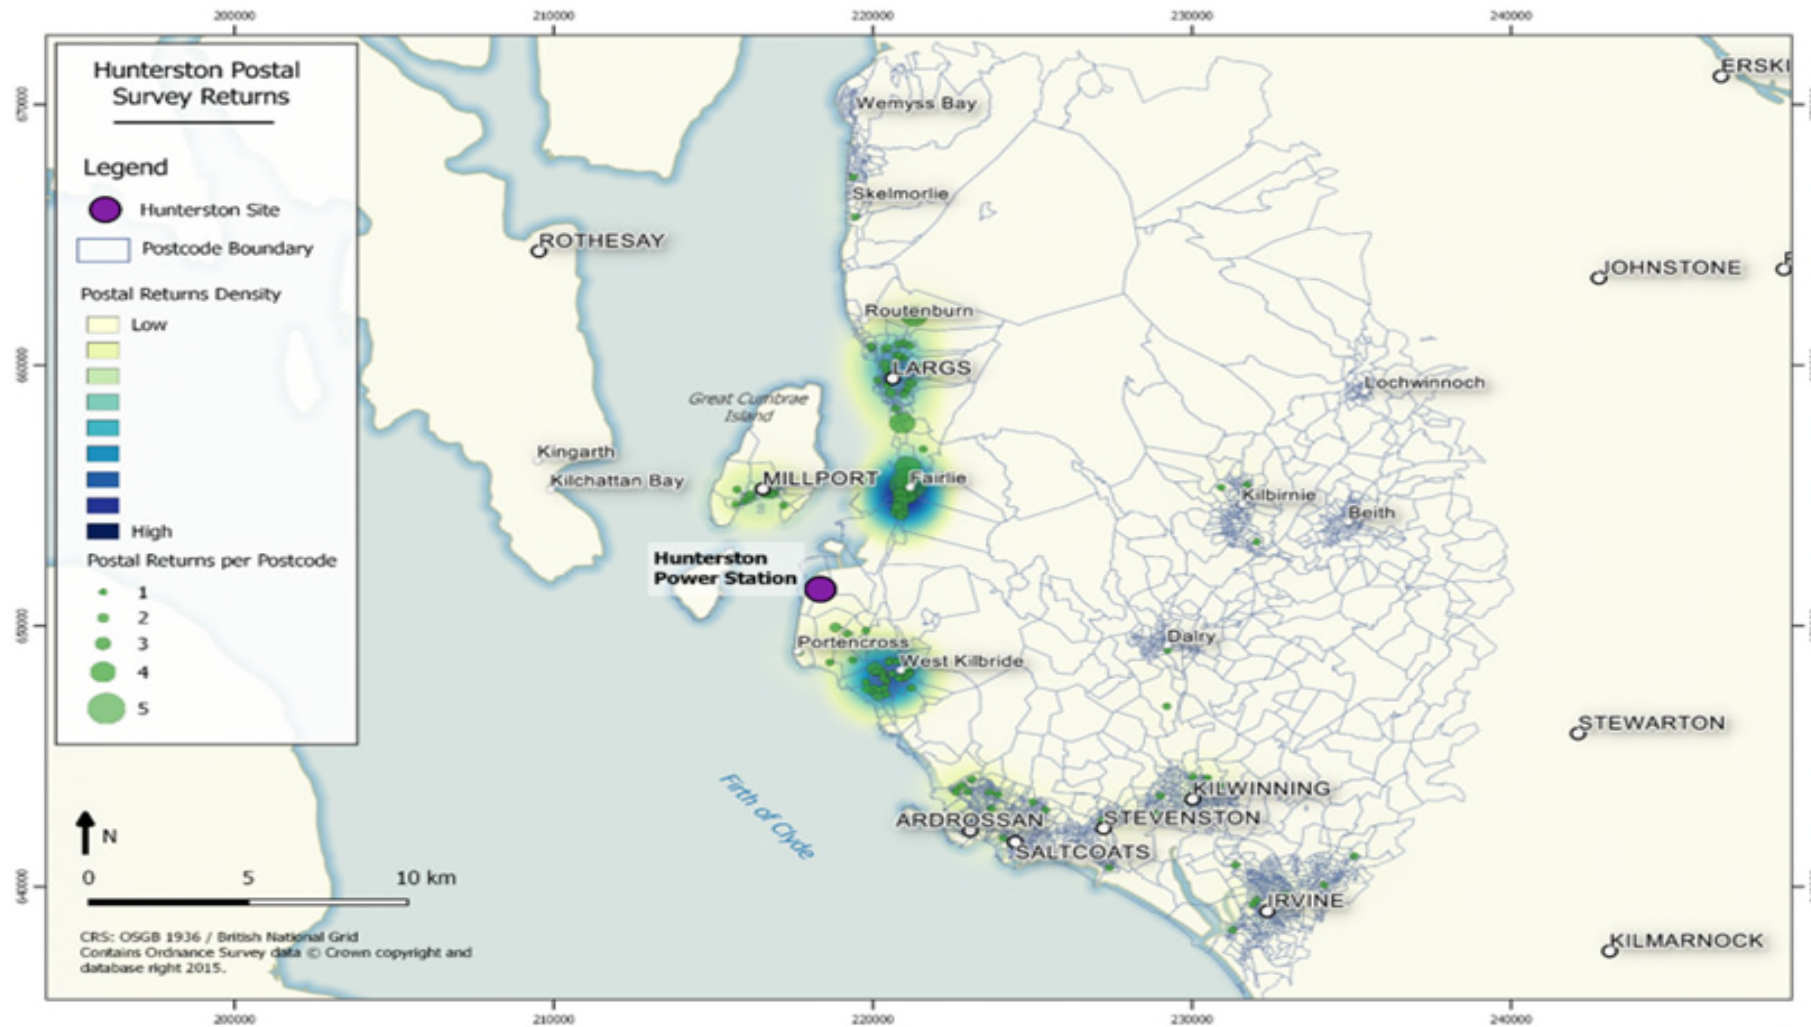 200000
210000
220000
230000
240000
Hunterston Postal
Survey Returns
Legend
Hunterston Site
Postcode Boundary
Postal Returns Density
Low
High
Postal Returns per Postcode
1
2
3
4
5
N
0 5 10 km
CRS: OSGB 1936 / British National Grid
Contains Ordnance Survey data © Crown copyright and
database right 2015.
670000
660000
650000
640000
ERSKI
Wemyss Bay
Skelmorlie
ROTHESAY
JOHNSTONE
Routenburn
LARGS
Lochwinnoch
Great Cumbrae
Island
Kingarth
Kilchattan Bay
MILLPORT
Fairlie
Kilbirnie
Beith
Hunterston
Power Station
Portencross
West Kilbride
Dalry
STEWARTON
Firth of Clyde
KILWINNING
ARDROSSAN
STEVENSTON
SALTCOATS
IRVINE
KILMARNOCK
200000
210000
220000
230000
240000